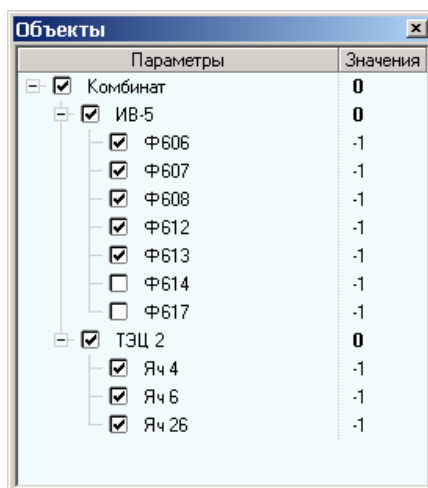 Объекты
Параметры Значения
Комбинат 0
ИВ-5 0
Ф606 -1
Ф607 -1
Ф608 -1
Ф612 -1
Ф613 -1
Ф614 -1
Ф617 -1
ТЭЦ 2 0
Яч 4 -1
Яч 6 -1
Яч 26 -1